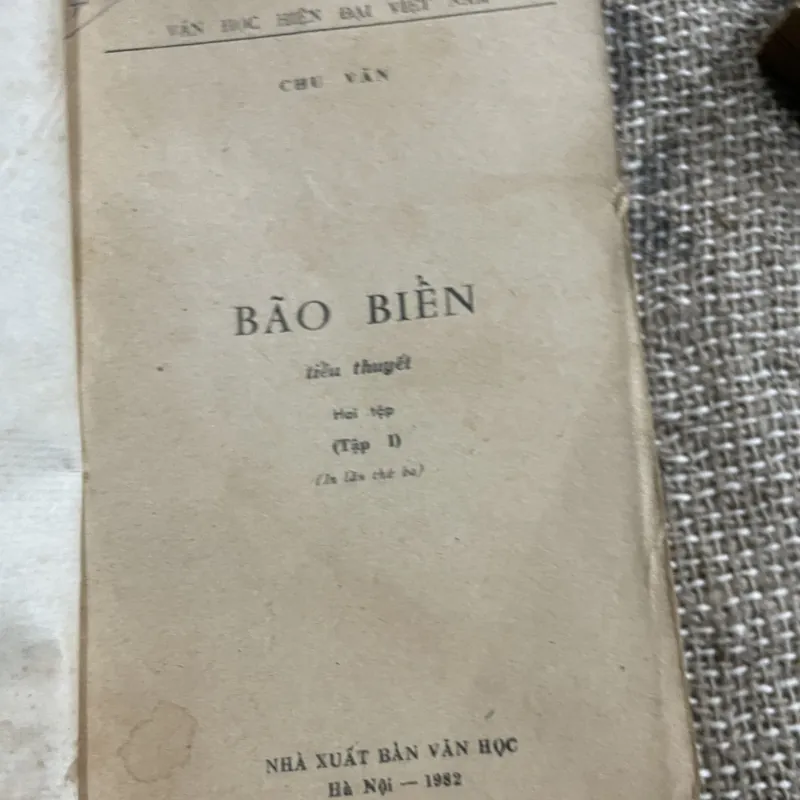 VĂN HỌC HIỆN ĐẠI VIỆT NAM
CHU VĂN
BÃO BIỂN
tiểu thuyết
Hai tập
(Tập I)
(In lần thứ ba)
NHÀ XUẤT BẢN VĂN HỌC
Hà Nội — 1982